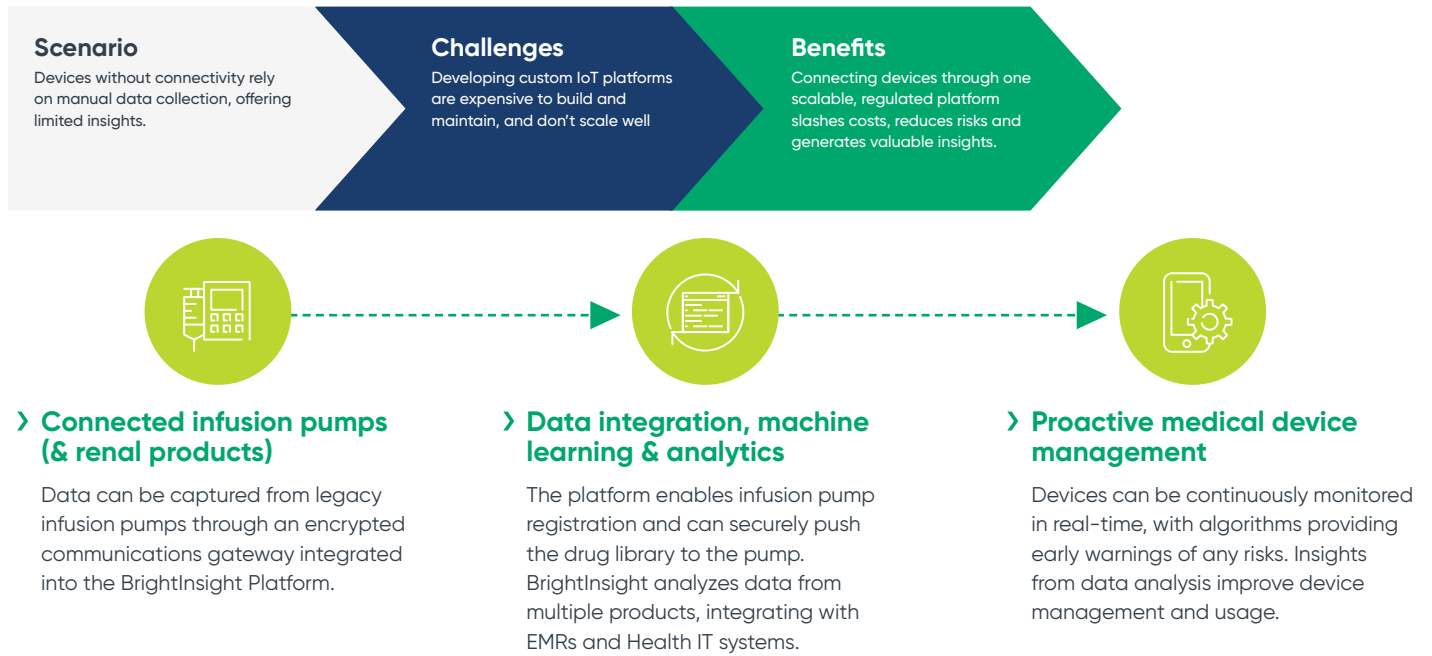 Scenario
Devices without connectivity rely
on manual data collection, offering
limited insights.
Challenges
Developing custom IoT platforms
are expensive to build and
maintain, and don’t scale well
Benefits
Connecting devices through one
scalable, regulated platform
slashes costs, reduces risks and
generates valuable insights.
Connected infusion pumps
(& renal products)
Data can be captured from legacy
infusion pumps through an encrypted
communications gateway integrated
into the BrightInsight Platform.
Data integration, machine
learning & analytics
The platform enables infusion pump
registration and can securely push
the drug library to the pump.
BrightInsight analyzes data from
multiple products, integrating with
EMRs and Health IT systems.
Proactive medical device
management
Devices can be continuously monitored
in real-time, with algorithms providing
early warnings of any risks. Insights
from data analysis improve device
management and usage.